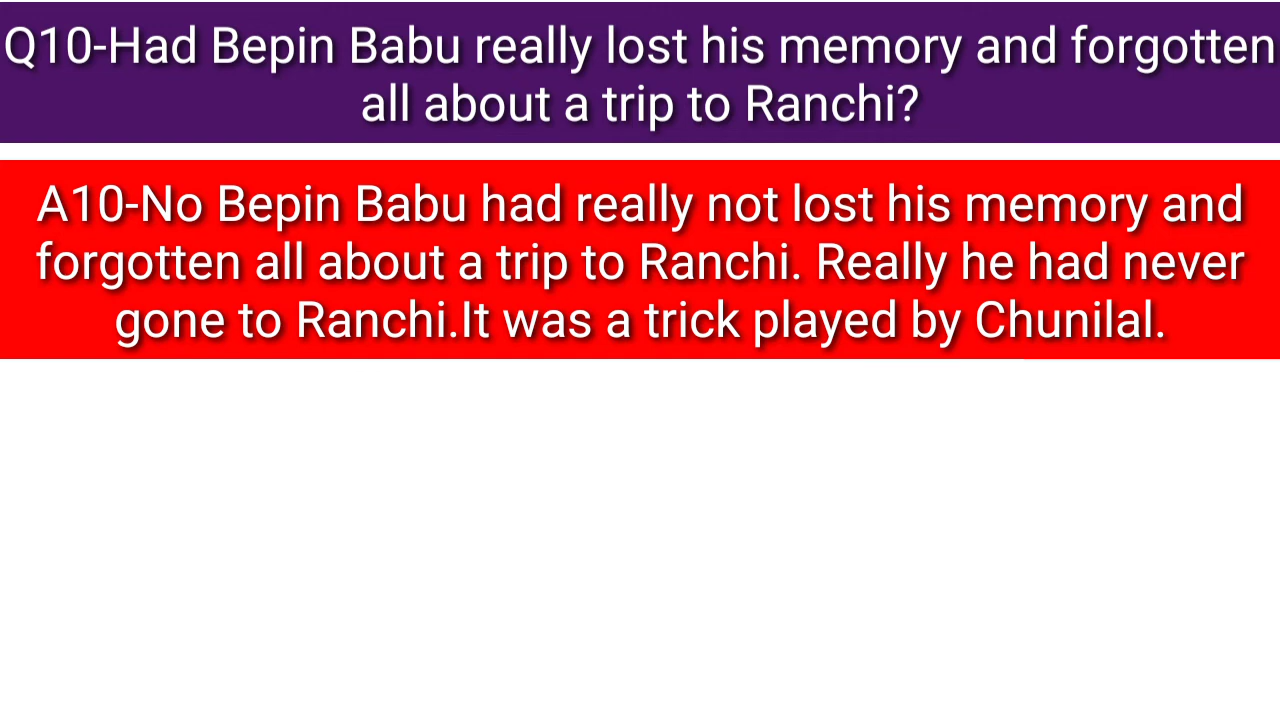 Q10-Had Bepin Babu really lost his memory and forgotten
all about a trip to Ranchi?
A10-No Bepin Babu had really not lost his memory and
forgotten all about a trip to Ranchi. Really he had never
gone to Ranchi.It was a trick played by Chunilal.